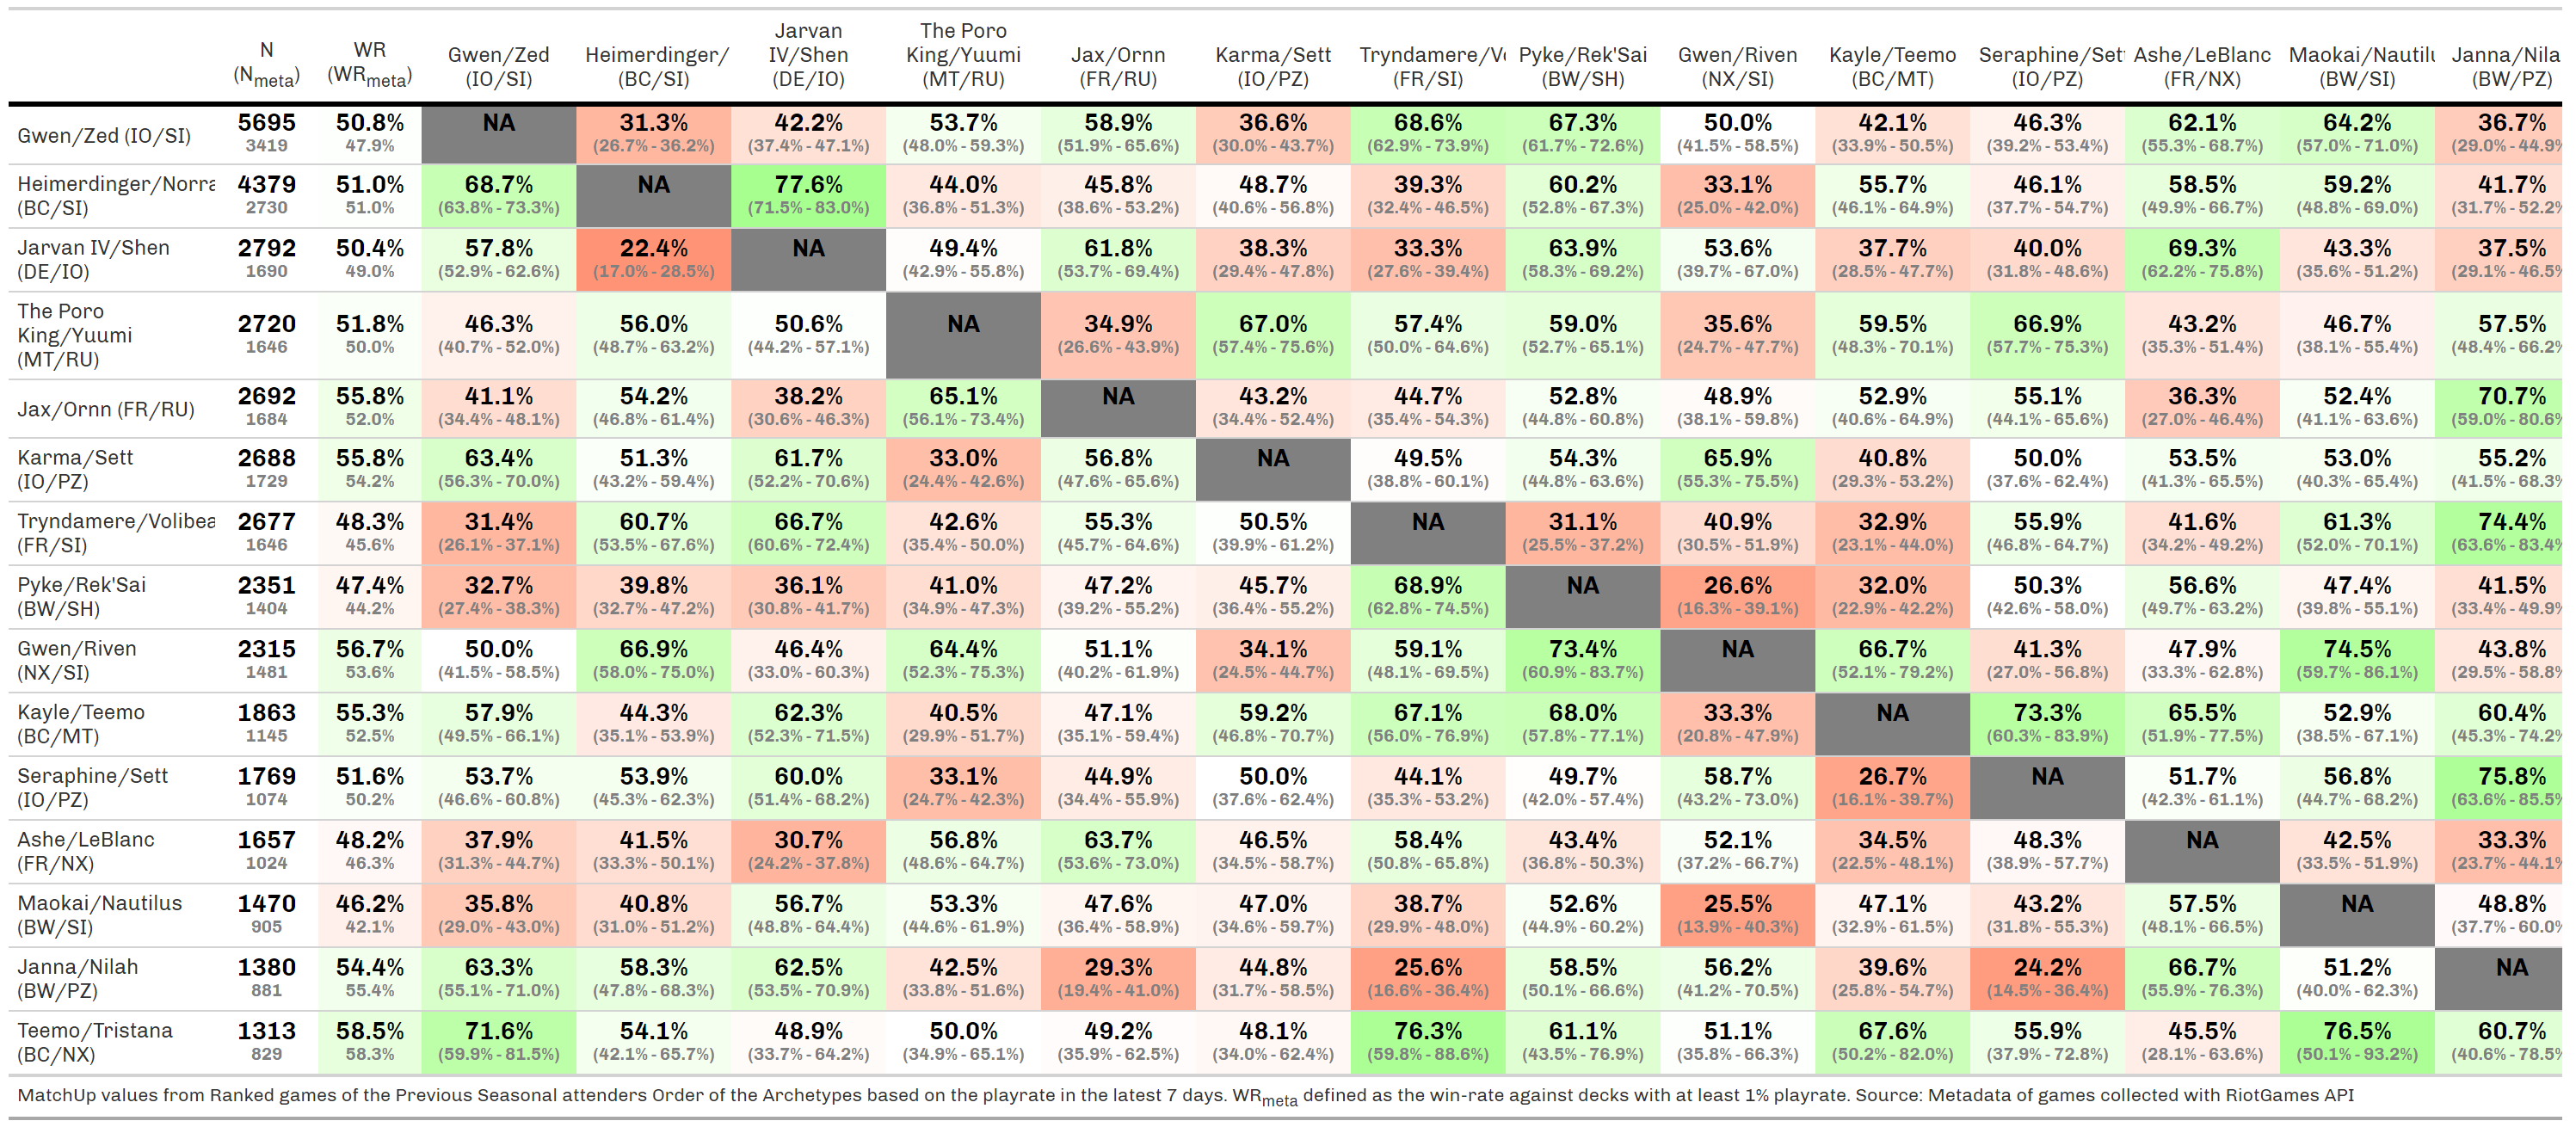 N (N_meta) WR (WR_meta) Gwen/Zed (IO/SI) Heimerdinger/ (BC/SI) Jarvan IV/Shen (DE/IO) The Poro King/Yuumi (MT/RU) Jax/Ornn (FR/RU) Karma/Sett (IO/PZ) Tryndamere/Vo (FR/SI) Pyke/Rek'Sai (BW/SH) Gwen/Riven (NX/SI) Kayle/Teemo (BC/MT) Seraphine/Sett (IO/PZ) Ashe/LeBlanc (FR/NX) Maokai/Nautilu (BW/SI) Janna/Nila (BW/PZ)
Gwen/Zed (IO/SI) 5695 50.8% NA 31.3% 42.2% 53.7% 58.9% 36.6% 68.6% 67.3% 50.0% 42.1% 46.3% 62.1% 64.2% 36.7%
3419 47.9% (26.7% - 36.2%) (37.4% - 47.1%) (48.0% - 59.3%) (51.9% - 65.6%) (30.0% - 43.7%) (62.9% - 73.9%) (61.7% - 72.6%) (41.5% - 58.5%) (33.9% - 50.5%) (39.2% - 53.4%) (55.3% - 68.7%) (57.0% - 71.0%) (29.0% - 44.9%
Heimerdinger/Norra 4379 51.0% 68.7% NA 77.6% 44.0% 45.8% 48.7% 39.3% 60.2% 33.1% 55.7% 46.1% 58.5% 59.2% 41.7%
(BC/SI) 2730 51.0% (63.8% - 73.3%) (71.5% - 83.0%) (36.8% - 51.3%) (38.6% - 53.2%) (40.6% - 56.8%) (32.4% - 46.5%) (52.8% - 67.3%) (25.0% - 42.0%) (46.1% - 64.9%) (37.7% - 54.7%) (49.9% - 66.7%) (48.8% - 69.0%) (31.7% - 52.2%
Jarvan IV/Shen 2792 50.4% 57.8% 22.4% NA 49.4% 61.8% 38.3% 33.3% 63.9% 53.6% 37.7% 40.0% 69.3% 43.3% 37.5%
(DE/IO) 1690 49.0% (52.9% - 62.6%) (17.0% - 28.5%) (42.9% - 55.8%) (53.7% - 69.4%) (29.4% - 47.8%) (27.6% - 39.4%) (58.3% - 69.2%) (39.7% - 67.0%) (28.5% - 47.7%) (31.8% - 48.6%) (62.2% - 75.8%) (35.6% - 51.2%) (29.1% - 46.5%
The Poro
King/Yuumi 2720 51.8% 46.3% 56.0% 50.6% NA 34.9% 67.0% 57.4% 59.0% 35.6% 59.5% 66.9% 43.2% 46.7% 57.5%
(MT/RU) 1646 50.0% (40.7% - 52.0%) (48.7% - 63.2%) (44.2% - 57.1%) (26.6% - 43.9%) (57.4% - 75.6%) (50.0% - 64.6%) (52.7% - 65.1%) (24.7% - 47.7%) (48.3% - 70.1%) (57.7% - 75.3%) (35.3% - 51.4%) (38.1% - 55.4%) (48.4% - 66.2%
Jax/Ornn (FR/RU) 2692 55.8% 41.1% 54.2% 38.2% 65.1% NA 43.2% 44.7% 52.8% 48.9% 52.9% 55.1% 36.3% 52.4% 70.7%
1684 52.0% (34.4% - 48.1%) (46.8% - 61.4%) (30.6% - 46.3%) (56.1% - 73.4%) (34.4% - 52.4%) (35.4% - 54.3%) (44.8% - 60.8%) (38.1% - 59.8%) (40.6% - 64.9%) (44.1% - 65.6%) (27.0% - 46.4%) (41.1% - 63.6%) (59.0% - 80.6%
Karma/Sett 2688 55.8% 63.4% 51.3% 61.7% 33.0% 56.8% NA 49.5% 54.3% 65.9% 40.8% 50.0% 53.5% 53.0% 55.2%
(IO/PZ) 1729 54.2% (56.3% - 70.0%) (43.2% - 59.4%) (52.2% - 70.6%) (24.4% - 42.6%) (47.6% - 65.6%) (38.8% - 60.1%) (44.8% - 63.6%) (55.3% - 75.5%) (29.3% - 53.2%) (37.6% - 62.4%) (41.3% - 65.5%) (40.3% - 65.4%) (41.5% - 68.3%
Tryndamere/Volibea 2677 48.3% 31.4% 60.7% 66.7% 42.6% 55.3% 50.5% NA 31.1% 40.9% 32.9% 55.9% 41.6% 61.3% 74.4%
(FR/SI) 1646 45.6% (26.1% - 37.1%) (53.5% - 67.6%) (60.6% - 72.4%) (35.4% - 50.0%) (45.7% - 64.6%) (39.9% - 61.2%) (25.5% - 37.2%) (30.5% - 51.9%) (23.1% - 44.0%) (46.8% - 64.7%) (34.2% - 49.2%) (52.0% - 70.1%) (63.6% - 83.4%
Pyke/Rek'Sai 2351 47.4% 32.7% 39.8% 36.1% 41.0% 47.2% 45.7% 68.9% NA 26.6% 32.0% 50.3% 56.6% 47.4% 41.5%
(BW/SH) 1404 44.2% (27.4% - 38.3%) (32.7% - 47.2%) (30.8% - 41.7%) (34.9% - 47.3%) (39.2% - 55.2%) (36.4% - 55.2%) (62.8% - 74.5%) (16.3% - 39.1%) (22.9% - 42.2%) (42.6% - 58.0%) (49.7% - 63.2%) (39.8% - 55.1%) (33.4% - 49.9%
Gwen/Riven 2315 56.7% 50.0% 66.9% 46.4% 64.4% 51.1% 34.1% 59.1% 73.4% NA 66.7% 41.3% 47.9% 74.5% 43.8%
(NX/SI) 1481 53.6% (41.5% - 58.5%) (58.0% - 75.0%) (33.0% - 60.3%) (52.3% - 75.3%) (40.2% - 61.9%) (24.5% - 44.7%) (48.1% - 69.5%) (60.9% - 83.7%) (52.1% - 79.2%) (27.0% - 56.8%) (33.3% - 62.8%) (59.7% - 86.1%) (29.5% - 58.8%
Kayle/Teemo 1863 55.3% 57.9% 44.3% 62.3% 40.5% 47.1% 59.2% 67.1% 68.0% 33.3% NA 73.3% 65.5% 52.9% 60.4%
(BC/MT) 1145 52.5% (49.5% - 66.1%) (35.1% - 53.9%) (52.3% - 71.5%) (29.9% - 51.7%) (35.1% - 59.4%) (46.8% - 70.7%) (56.0% - 76.9%) (57.8% - 77.1%) (20.8% - 47.9%) (60.3% - 83.9%) (51.9% - 77.5%) (38.5% - 67.1%) (45.3% - 74.2%
Seraphine/Sett 1769 51.6% 53.7% 53.9% 60.0% 33.1% 44.9% 50.0% 44.1% 49.7% 58.7% 26.7% NA 51.7% 56.8% 75.8%
(IO/PZ) 1074 50.2% (46.6% - 60.8%) (45.3% - 62.3%) (51.4% - 68.2%) (24.7% - 42.3%) (34.4% - 55.9%) (37.6% - 62.4%) (35.3% - 53.2%) (42.0% - 57.4%) (43.2% - 73.0%) (16.1% - 39.7%) (42.3% - 61.1%) (44.7% - 68.2%) (63.6% - 85.5%
Ashe/LeBlanc 1657 48.2% 37.9% 41.5% 30.7% 56.8% 63.7% 46.5% 58.4% 43.4% 52.1% 34.5% 48.3% NA 42.5% 33.3%
(FR/NX) 1024 46.3% (31.3% - 44.7%) (33.3% - 50.1%) (24.2% - 37.8%) (48.6% - 64.7%) (53.6% - 73.0%) (34.5% - 58.7%) (50.8% - 65.8%) (36.8% - 50.3%) (37.2% - 66.7%) (22.5% - 48.1%) (38.9% - 57.7%) (33.5% - 51.9%) (23.7% - 44.1%
Maokai/Nautilus 1470 46.2% 35.8% 40.8% 56.7% 53.3% 47.6% 47.0% 38.7% 52.6% 25.5% 47.1% 43.2% 57.5% NA 48.8%
(BW/SI) 905 42.1% (29.0% - 43.0%) (31.0% - 51.2%) (48.8% - 64.4%) (44.6% - 61.9%) (36.4% - 58.9%) (34.6% - 59.7%) (29.9% - 48.0%) (44.9% - 60.2%) (13.9% - 40.3%) (32.9% - 61.5%) (31.8% - 55.3%) (48.1% - 66.5%) (37.7% - 60.0%
Janna/Nilah 1380 54.4% 63.3% 58.3% 62.5% 42.5% 29.3% 44.8% 25.6% 58.5% 56.2% 39.6% 24.2% 66.7% 51.2% NA
(BW/PZ) 881 55.4% (55.1% - 71.0%) (47.8% - 68.3%) (53.5% - 70.9%) (33.8% - 51.6%) (19.4% - 41.0%) (31.7% - 58.5%) (16.6% - 36.4%) (50.1% - 66.6%) (41.2% - 70.5%) (25.8% - 54.7%) (14.5% - 36.4%) (55.9% - 76.3%) (40.0% - 62.3%)
Teemo/Tristana 1313 58.5% 71.6% 54.1% 48.9% 50.0% 49.2% 48.1% 76.3% 61.1% 51.1% 67.6% 55.9% 45.5% 76.5% 60.7%
(BC/NX) 829 58.3% (59.9% - 81.5%) (42.1% - 65.7%) (33.7% - 64.2%) (34.9% - 65.1%) (35.9% - 62.5%) (34.0% - 62.4%) (59.8% - 88.6%) (43.5% - 76.9%) (35.8% - 66.3%) (50.2% - 82.0%) (37.9% - 72.8%) (28.1% - 63.6%) (50.1% - 93.2%) (40.6% - 78.5%
MatchUp values from Ranked games of the Previous Seasonal attenders Order of the Archetypes based on the playrate in the latest 7 days. WR_meta defined as the win-rate against decks with at least 1% playrate. Source: Metadata of games collected with RiotGames API